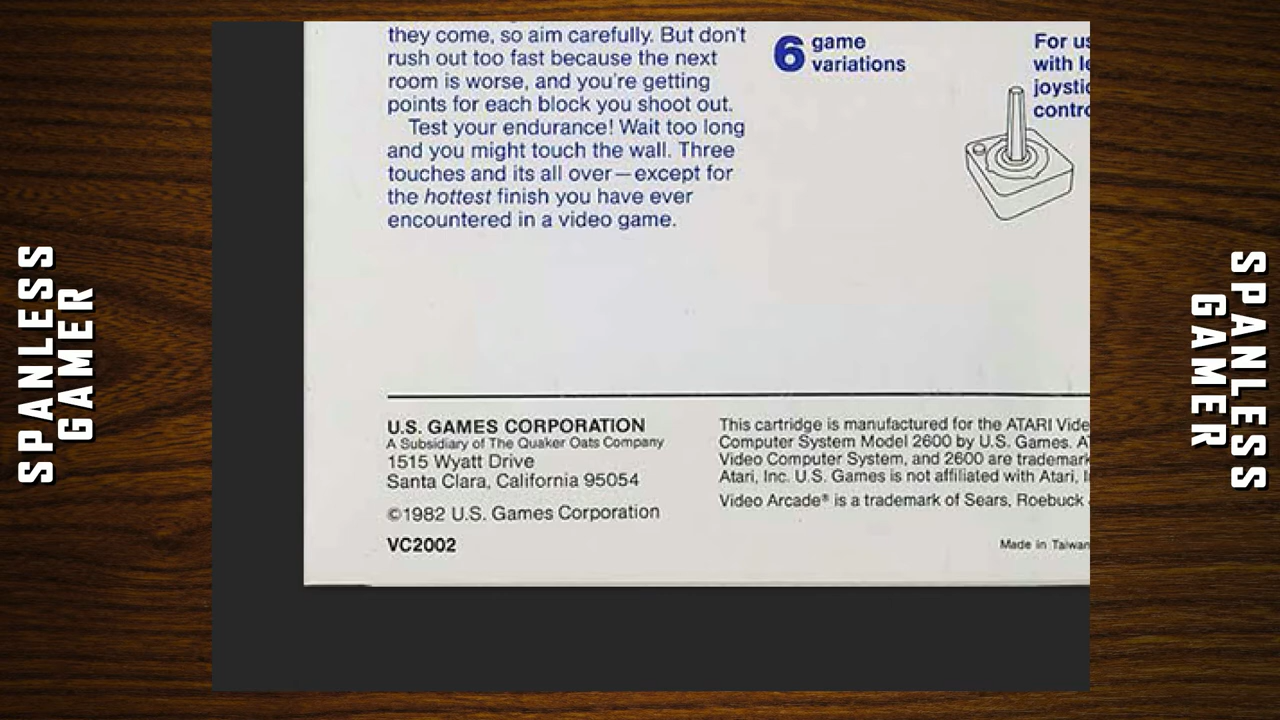 they come, so aim carefully. But don't
rush out too fast because the next
room is worse, and you're getting
points for each block you shoot out.
Test your endurance! Wait too long
and you might touch the wall. Three
touches and its all over—except for
the hottest finish you have ever
encountered in a video game.
6 game
variations
For us
with le
joystic
contro
U.S. GAMES CORPORATION
A Subsidiary of The Quaker Oats Company
1515 Wyatt Drive
Santa Clara, California 95054
©1982 U.S. Games Corporation
VC2002
This cartridge is manufactured for the ATARI Vide
Computer System Model 2600 by U.S. Games. AT
Video Computer System, and 2600 are trademark
Atari, Inc. U.S. Games is not affiliated with Atari, I
Video Arcade® is a trademark of Sears, Roebuck
Made in Taiwan
SPANLESS
GAMER
SPANLESS
GAMER